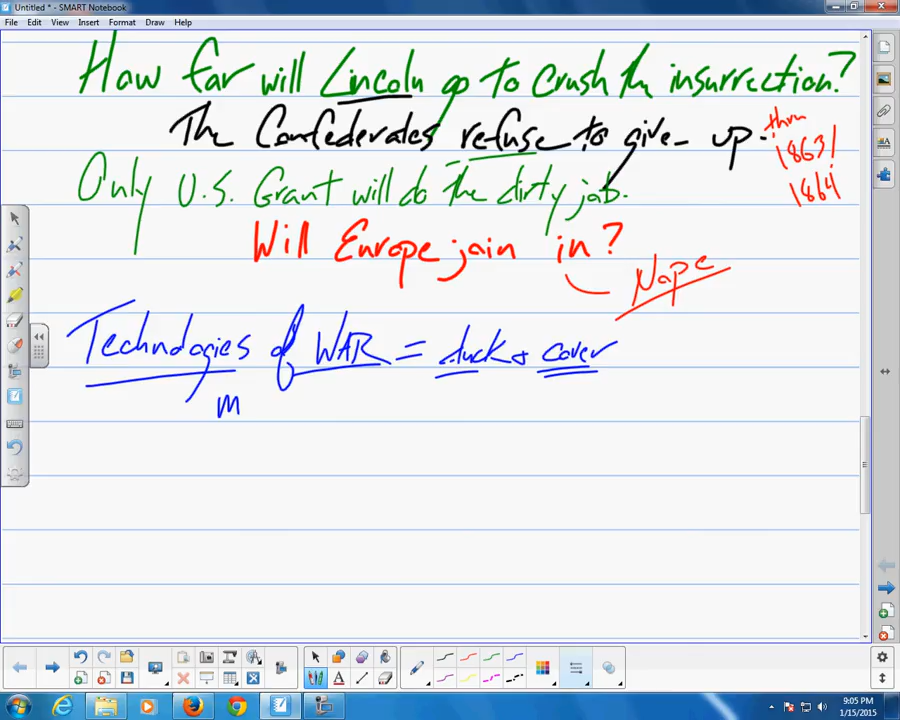 Untitled * - SMART Notebook
File Edit View Insert Format Draw Help
How far will Lincoln go to crush th insurrection?
The Confederates refuse to give up.
thru
1863/
1864
Only U.S. Grant will do the dirty job.
Will Europe join in?
Nope
Technologies of WAR = duck & cover
m
9:05 PM
1/15/2015